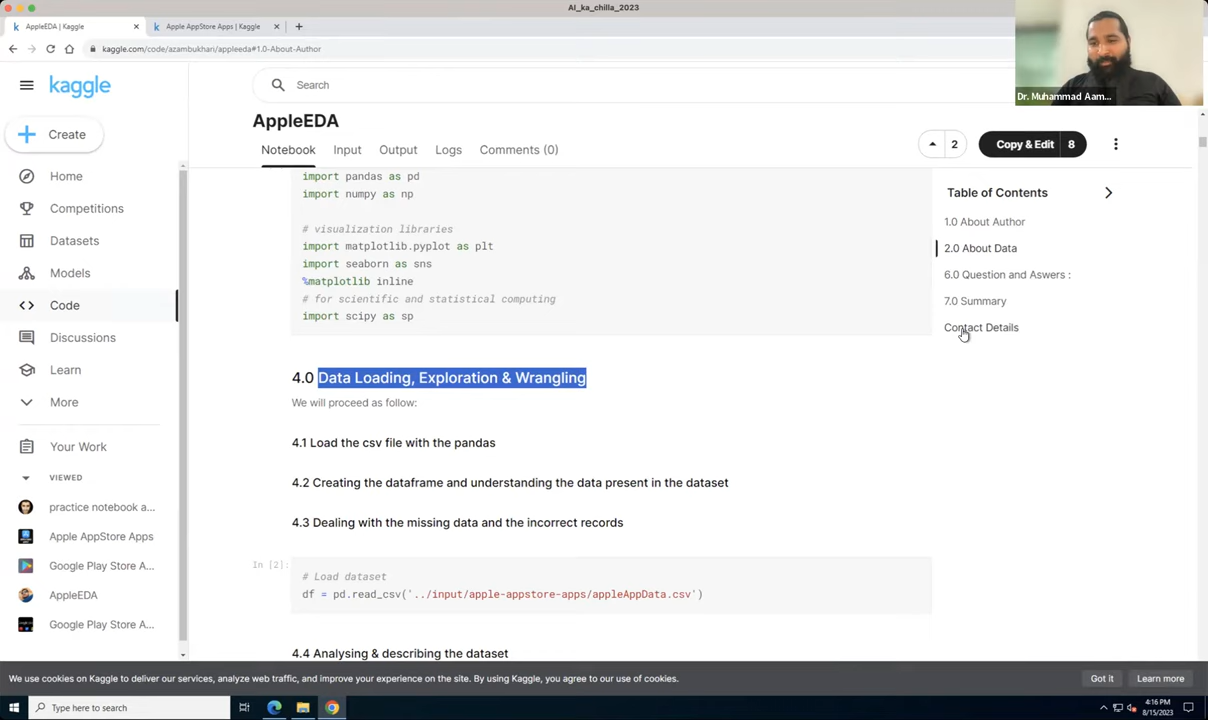 AI_ka_chilla_2023
AppleEDA | Kaggle
Apple AppStore Apps | Kaggle
kaggle.com/code/azambukhari/appleeda#1.0-About-Author
Dr. Muhammad Aam...
kaggle
Search
Create
Home
Competitions
Datasets
Models
Code
Discussions
Learn
More
Your Work
VIEWED
practice notebook a...
Apple AppStore Apps
Google Play Store A...
AppleEDA
Google Play Store A...
AppleEDA
Notebook
Input
Output
Logs
Comments (0)
2
Copy & Edit
8
import pandas as pd
import numpy as np
# visualization libraries
import matplotlib.pyplot as plt
import seaborn as sns
%matplotlib inline
# for scientific and statistical computing
import scipy as sp
4.0 Data Loading, Exploration & Wrangling
We will proceed as follow:
4.1 Load the csv file with the pandas
4.2 Creating the dataframe and understanding the data present in the dataset
4.3 Dealing with the missing data and the incorrect records
In [2]:
# Load dataset
df = pd.read_csv('../input/apple-appstore-apps/appleAppData.csv')
4.4 Analysing & describing the dataset
Table of Contents
1.0 About Author
2.0 About Data
6.0 Question and Aswers :
7.0 Summary
Contact Details
We use cookies on Kaggle to deliver our services, analyze web traffic, and improve your experience on the site. By using Kaggle, you agree to our use of cookies.
Got it
Learn more
Type here to search
4:16 PM
8/15/2023